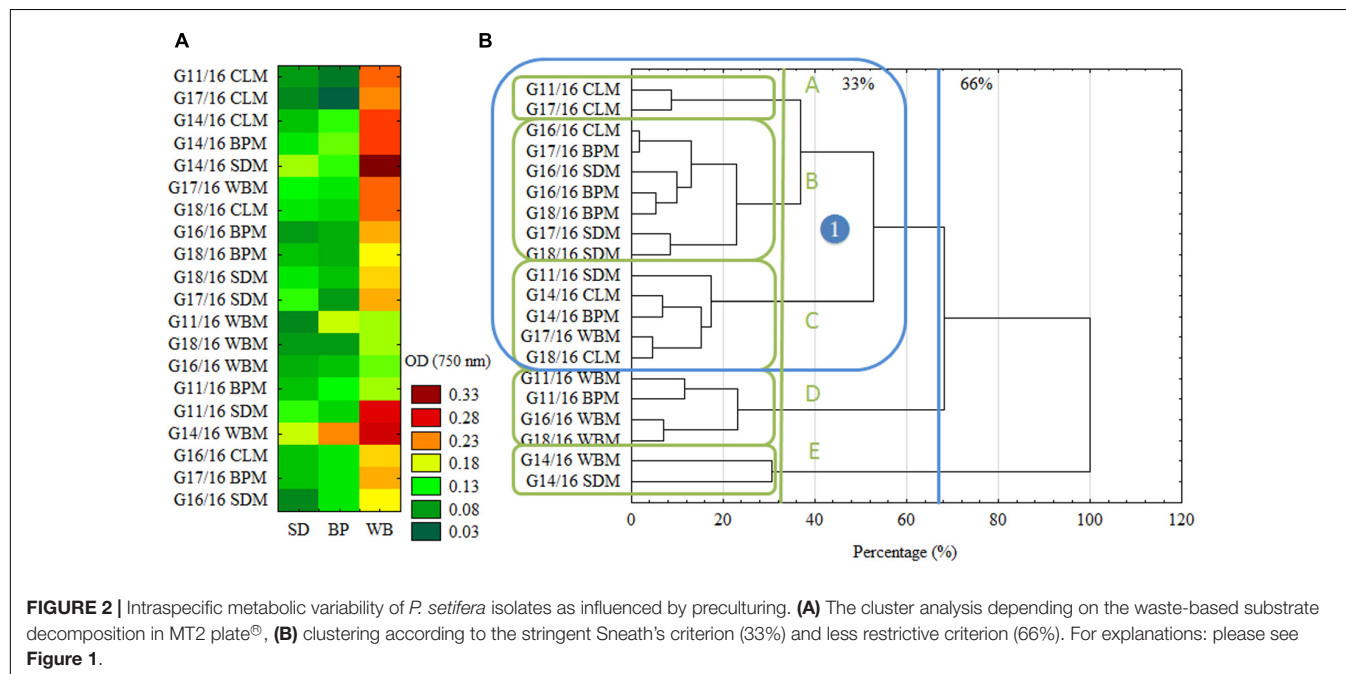 A
G11/16 CLM
G17/16 CLM
G14/16 CLM
G14/16 BPM
G14/16 SDM
G17/16 WBM
G18/16 CLM
G16/16 BPM
G18/16 BPM
G18/16 SDM
G17/16 SDM
G11/16 WBM
G18/16 WBM
G16/16 WBM
G11/16 BPM
G11/16 SDM
G14/16 WBM
G16/16 CLM
G17/16 BPM
G16/16 SDM
SD BP WB
OD (750 nm)
0.33
0.28
0.23
0.18
0.13
0.08
0.03
B
G11/16 CLM
G17/16 CLM
G16/16 CLM
G17/16 BPM
G16/16 SDM
G16/16 BPM
G18/16 BPM
G17/16 SDM
G18/16 SDM
G11/16 SDM
G14/16 CLM
G14/16 BPM
G17/16 WBM
G18/16 CLM
G11/16 WBM
G11/16 BPM
G16/16 WBM
G18/16 WBM
G14/16 WBM
G14/16 SDM
A
B
C
D
E
33%
66%
1
0 20 40 60 80 100 120
Percentage (%)
FIGURE 2 | Intraspecific metabolic variability of P. setifera isolates as influenced by preculturing. (A) The cluster analysis depending on the waste-based substrate
decomposition in MT2 plate®, (B) clustering according to the stringent Sneath's criterion (33%) and less restrictive criterion (66%). For explanations: please see
Figure 1.